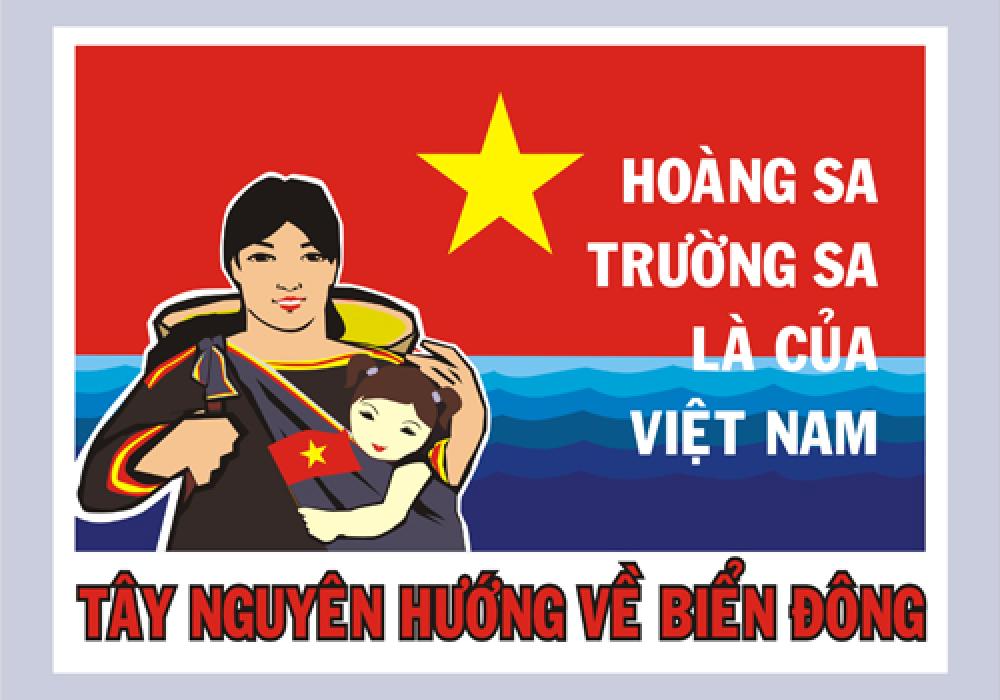 HOÀNG SA
TRƯỜNG SA
LÀ CỦA
VIỆT NAM
TÂY NGUYÊN HƯỚNG VỀ BIỂN ĐÔNG